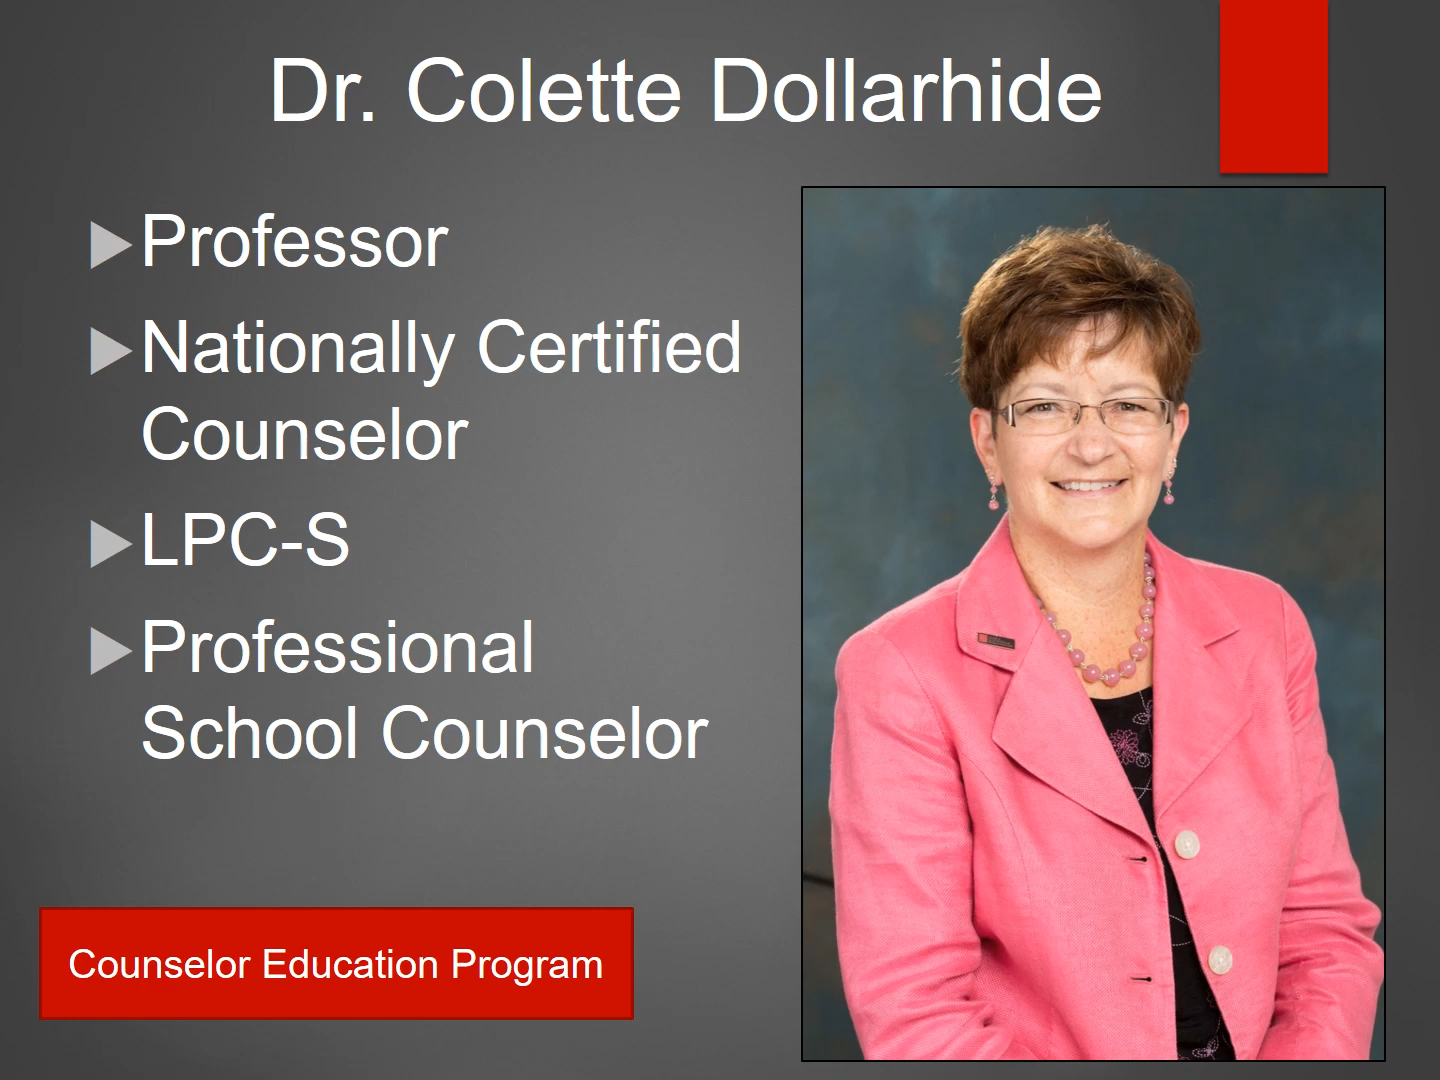 Dr. Colette Dollarhide
Professor
Nationally Certified
Counselor
LPC-S
Professional
School Counselor
Counselor Education Program